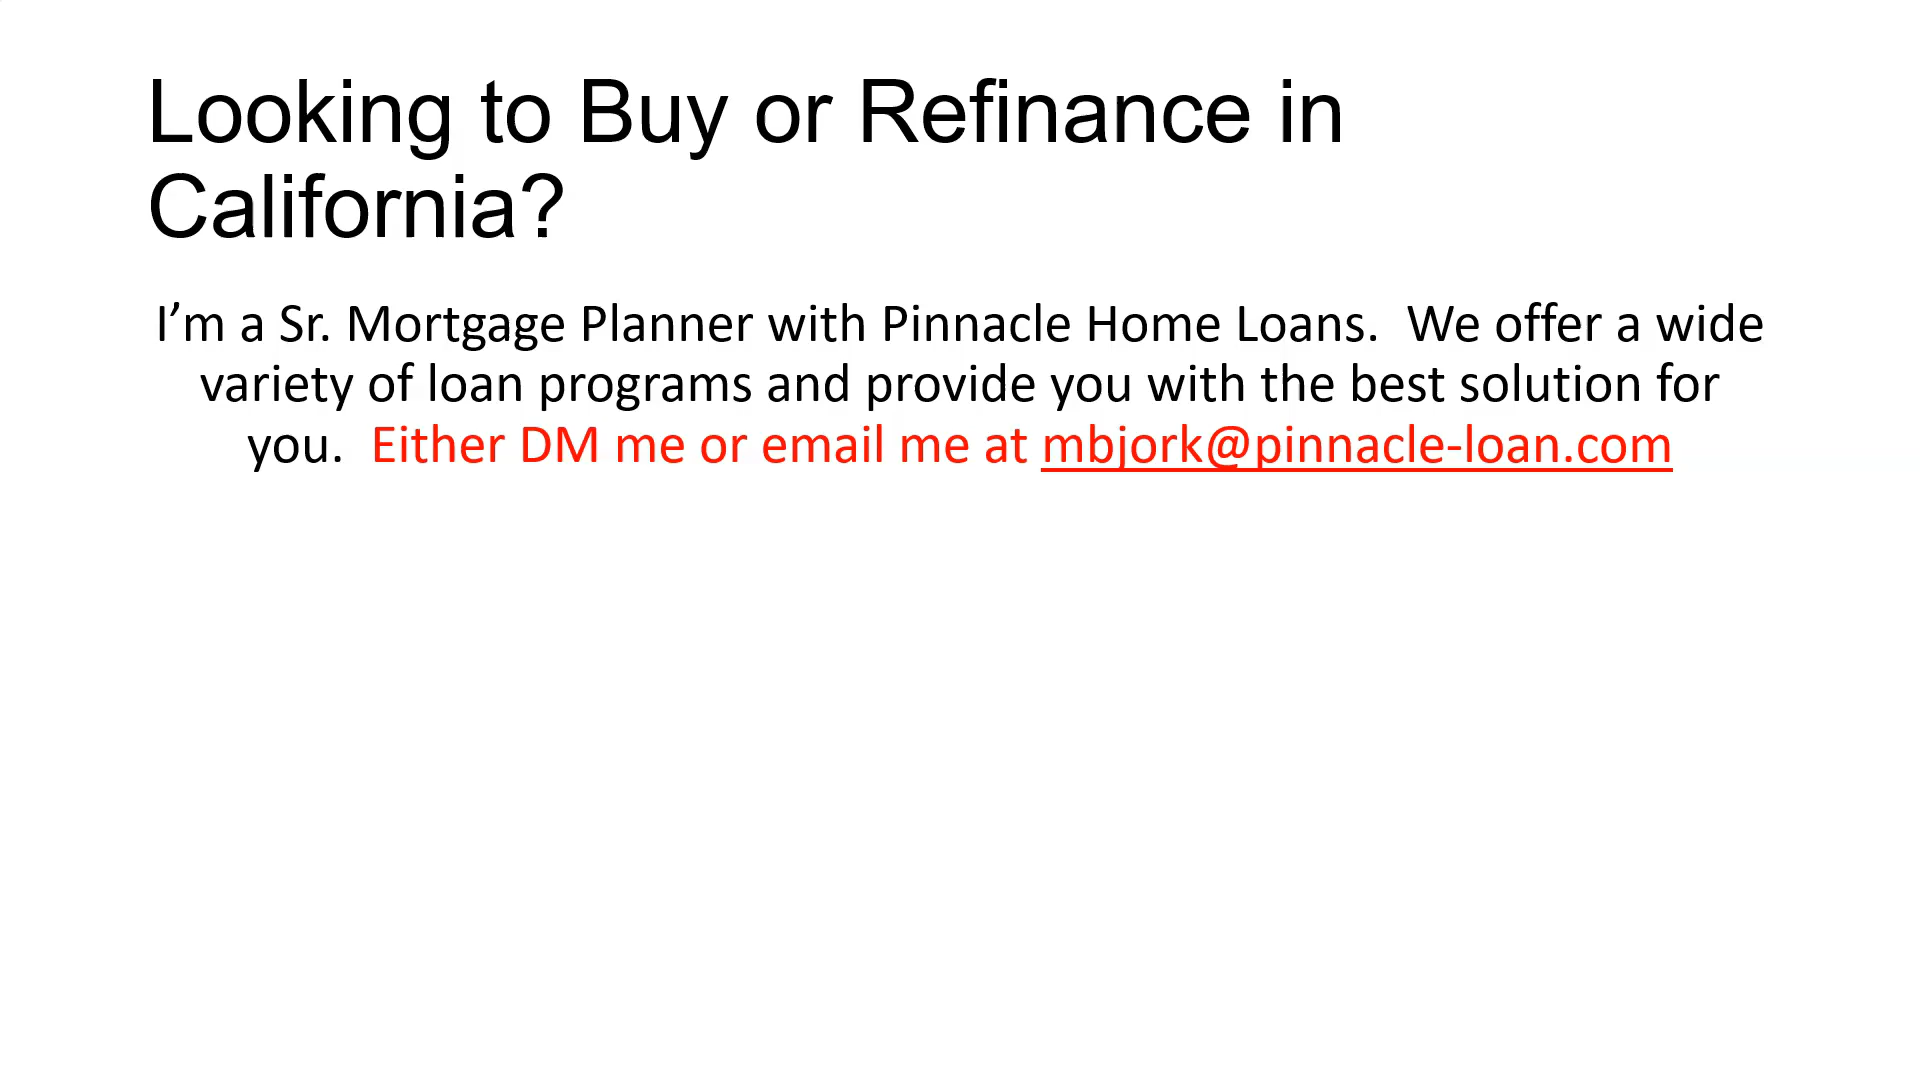 Looking to Buy or Refinance in
California?
I’m a Sr. Mortgage Planner with Pinnacle Home Loans.  We offer a wide
variety of loan programs and provide you with the best solution for
you.  Either DM me or email me at mbjork@pinnacle-loan.com